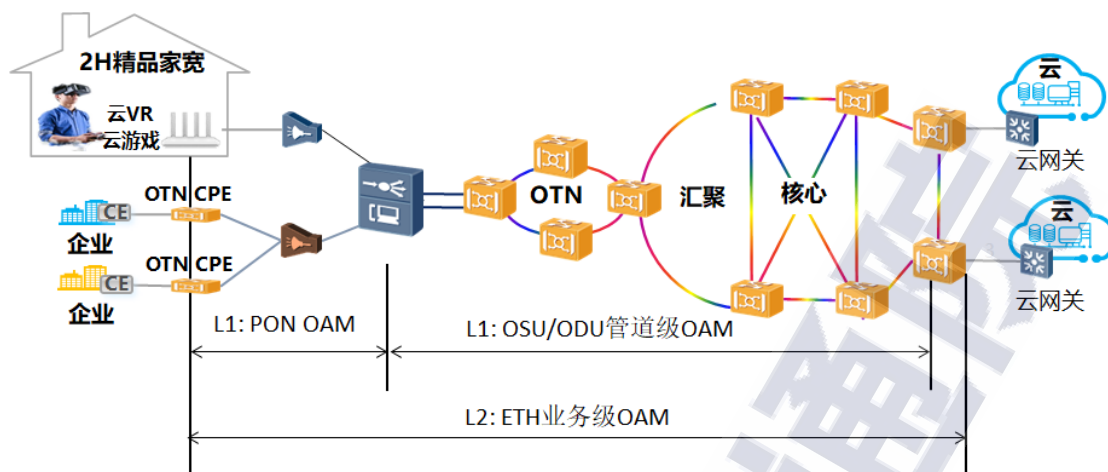 2H精品家宽
云VR
云游戏
云
云网关
OTN CPE
CE
企业
OTN CPE
CE
企业
OTN
汇聚
核心
云
云网关
L1: PON OAM
L1: OSU/ODU管道级OAM
L2: ETH业务级OAM